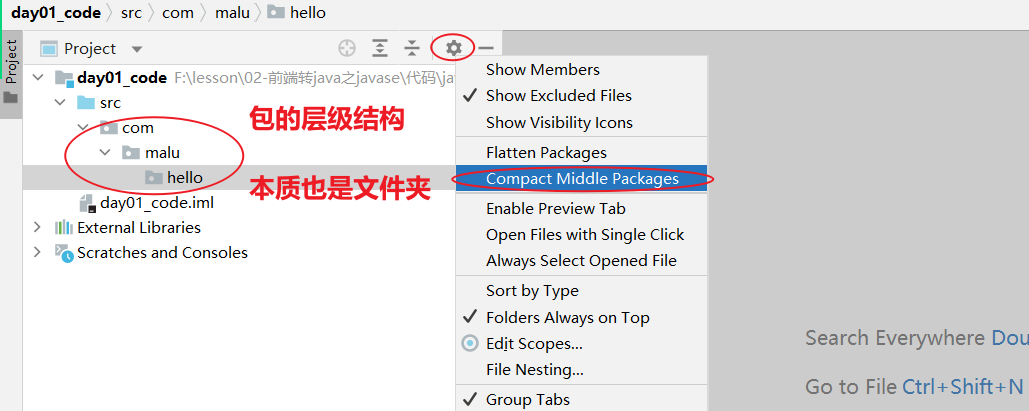 day01_code src com malu hello
Project
Project
day01_code F:\lesson\02-前端转java之javase\代码\jav
src
com
malu
hello
day01_code.iml
External Libraries
Scratches and Consoles
包的层级结构
本质也是文件夹
Show Members
Show Excluded Files
Show Visibility Icons
Flatten Packages
Compact Middle Packages
Enable Preview Tab
Open Files with Single Click
Always Select Opened File
Sort by Type
Folders Always on Top
Edit Scopes...
File Nesting...
Group Tabs
Search Everywhere Dou
Go to File Ctrl+Shift+N